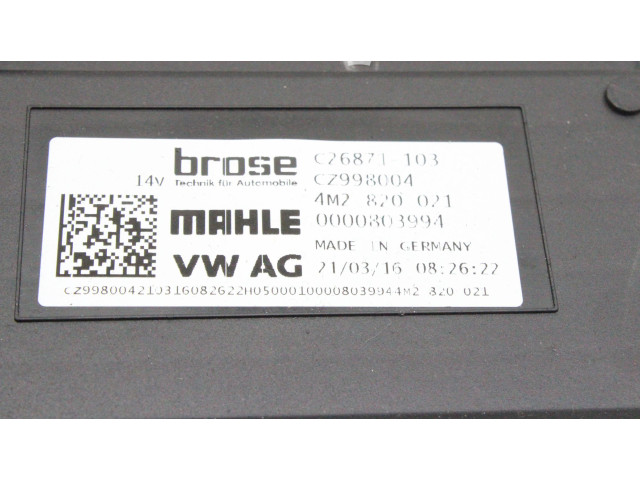 brose C26871-103
14V Technik für Automobile CZ998004
4M2 820 021
MAHLE 0000803994
MADE IN GERMANY
VW AG 21/03/16 08:26:22
CZ998004210316082622H05000100008039944M2 820 021